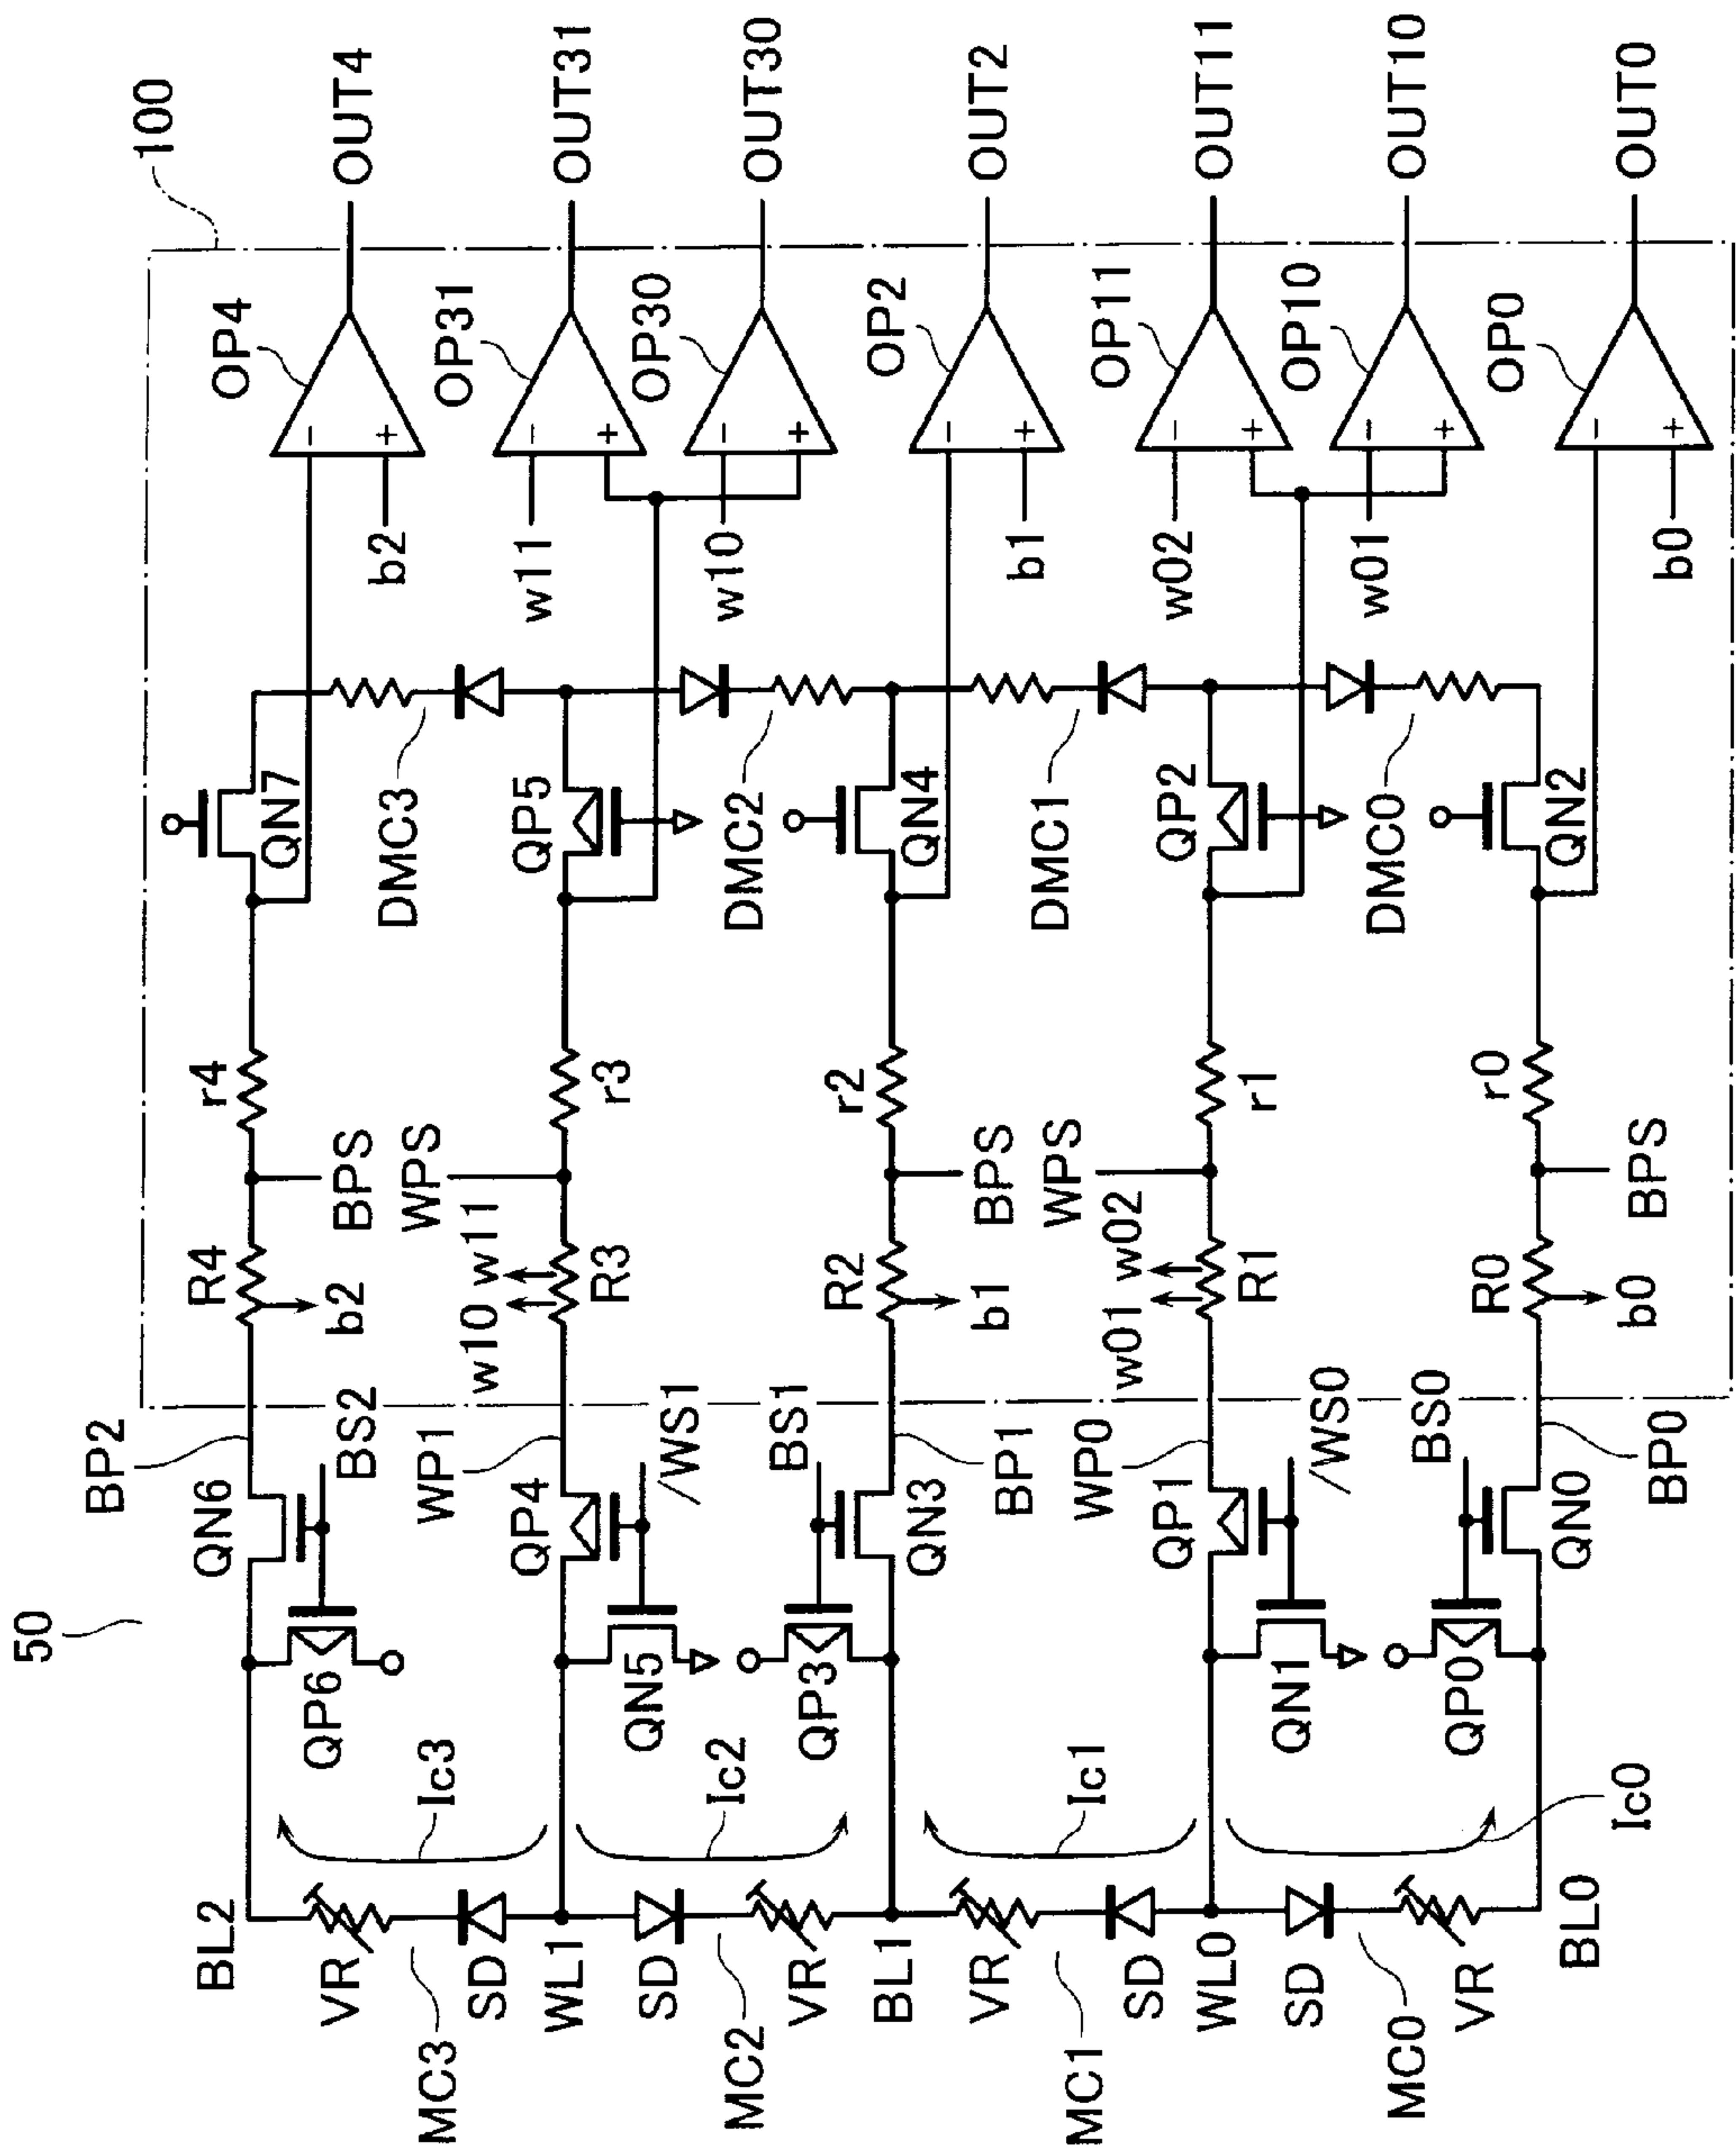 50
BP2
100
BL2
QN6
R4
r4
OP4
QN7
VR
QP6
BS2
b2
BPS
b2
OUT4
MC3
Ic3
WP1
WPS
DMC3
OP31
SD
w10
w11
w11
WL1
QP4
R3
r3
QP5
OUT31
SD
QN5
/WS1
OP30
MC2
Ic2
w10
DMC2
OUT30
VR
QP3
BS1
BL1
QN3
R2
r2
QN4
OP2
b1
BPS
b1
OUT2
VR
BP1
MC1
Ic1
WP0
WPS
DMC1
OP11
SD
w01
w02
w02
WL0
QP1
R1
r1
QP2
OUT11
SD
QN1
/WS0
OP10
MC0
w01
DMC0
OUT10
VR
QP0
BS0
BL0
QN0
R0
r0
QN2
OP0
Ic0
BP0
b0
BPS
b0
OUT0